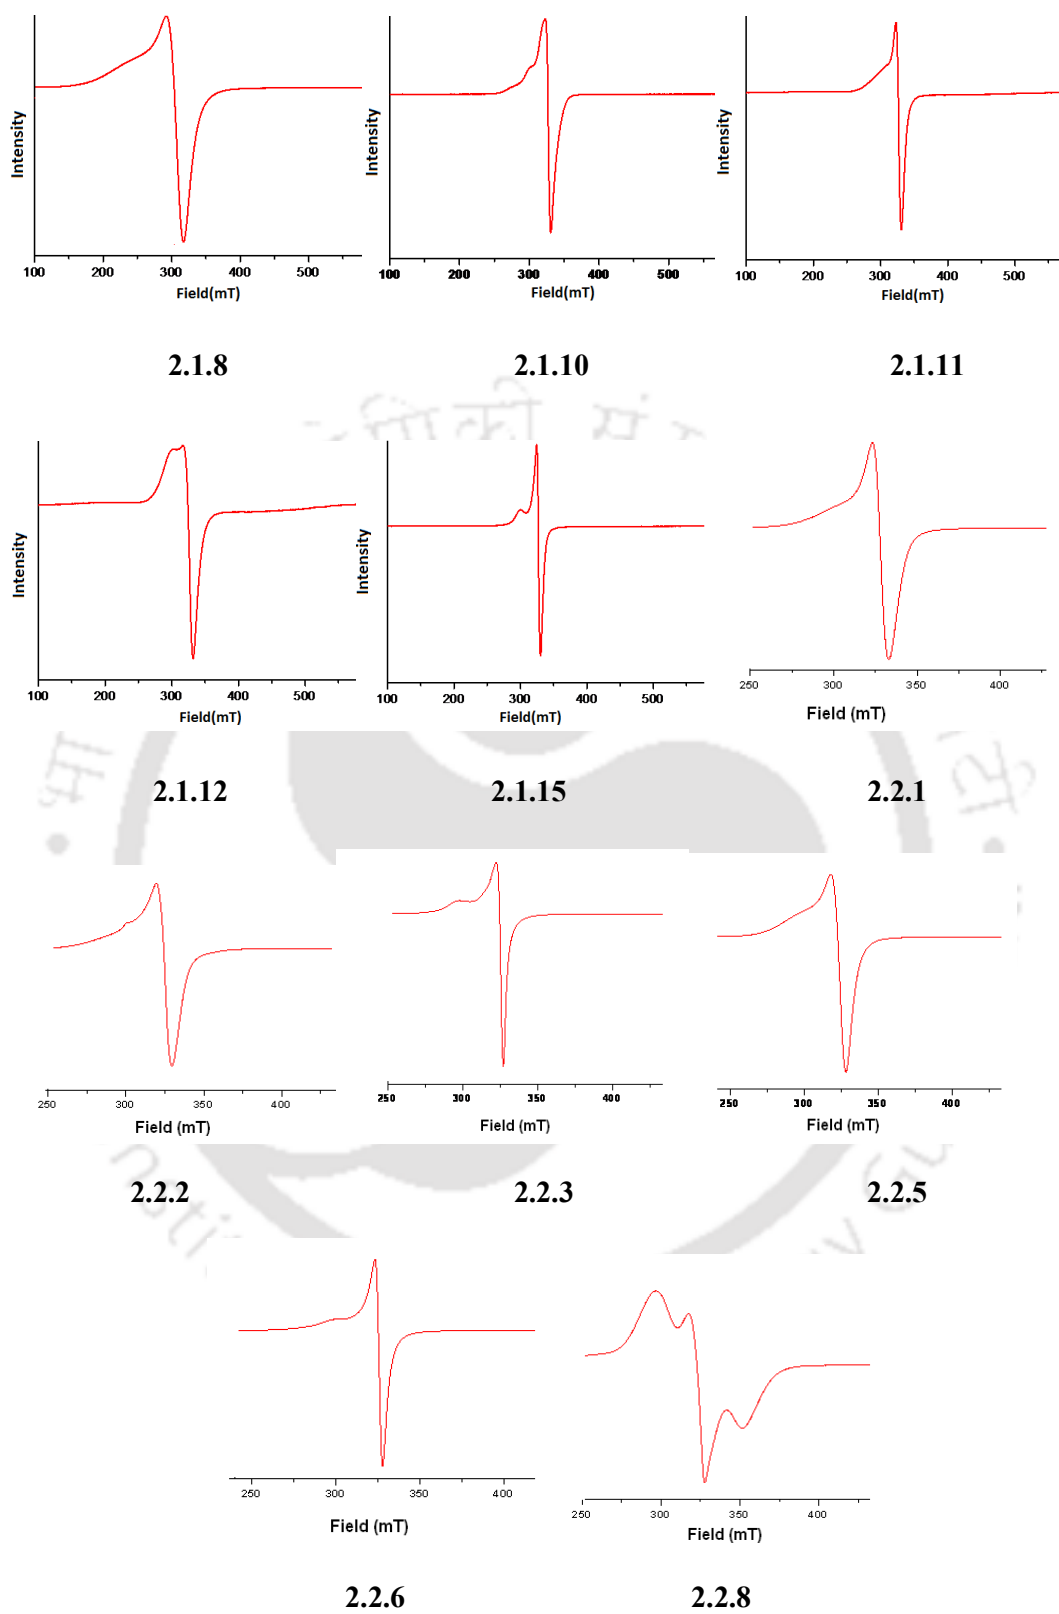 Intensity
100 200 300 400 500
Field(mT)
Intensity
100 200 300 400 500
Field(mT)
Intensity
100 200 300 400 500
Field(mT)
2.1.8 2.1.10 2.1.11
Intensity
100 200 300 400 500
Field(mT)
Intensity
100 200 300 400 500
Field(mT)
250 300 350 400
Field (mT)
2.1.12 2.1.15 2.2.1
250 300 350 400
Field (mT)
250 300 350 400
Field (mT)
250 300 350 400
Field (mT)
2.2.2 2.2.3 2.2.5
250 300 350 400
Field (mT)
250 300 350 400
Field (mT)
2.2.6 2.2.8